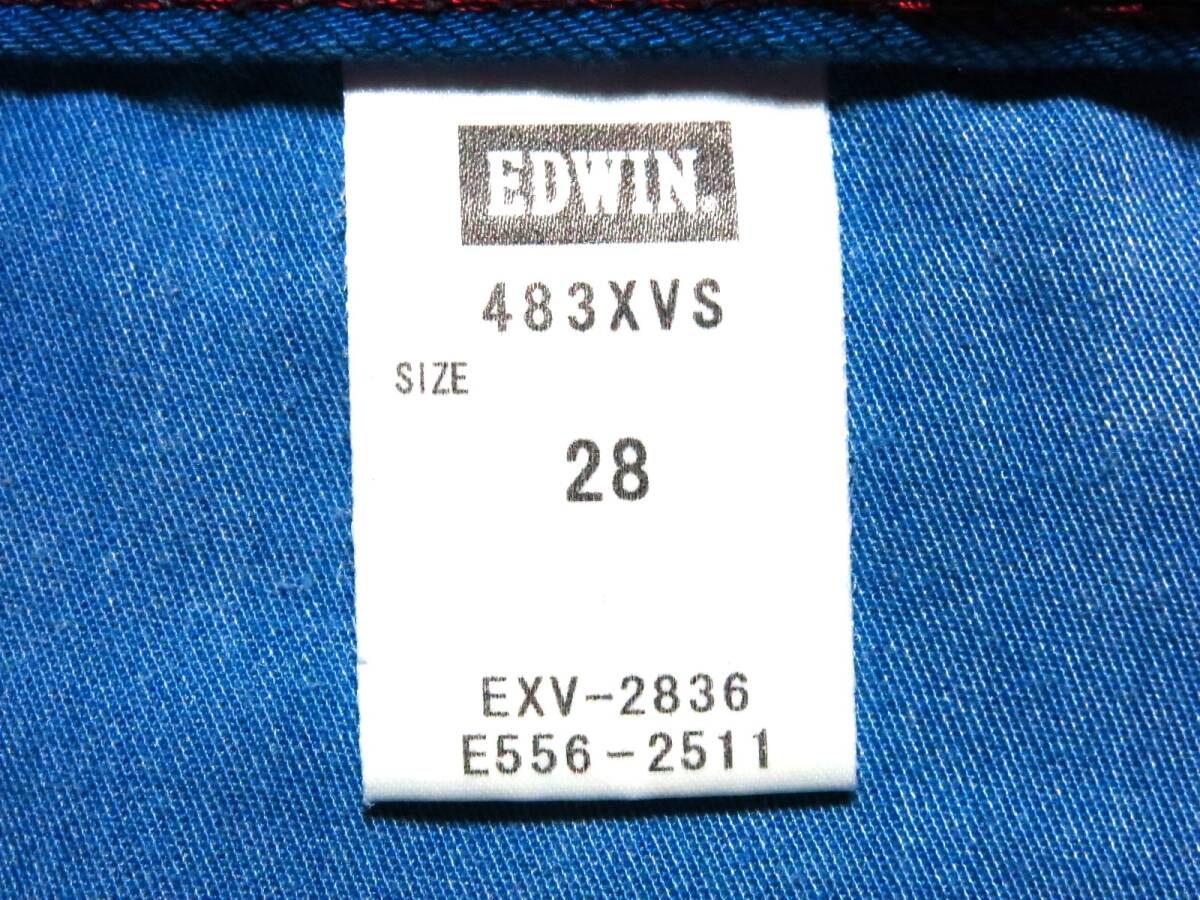 EDWIN.
483XVS
SIZE
28
EXV-2836
E556-2511